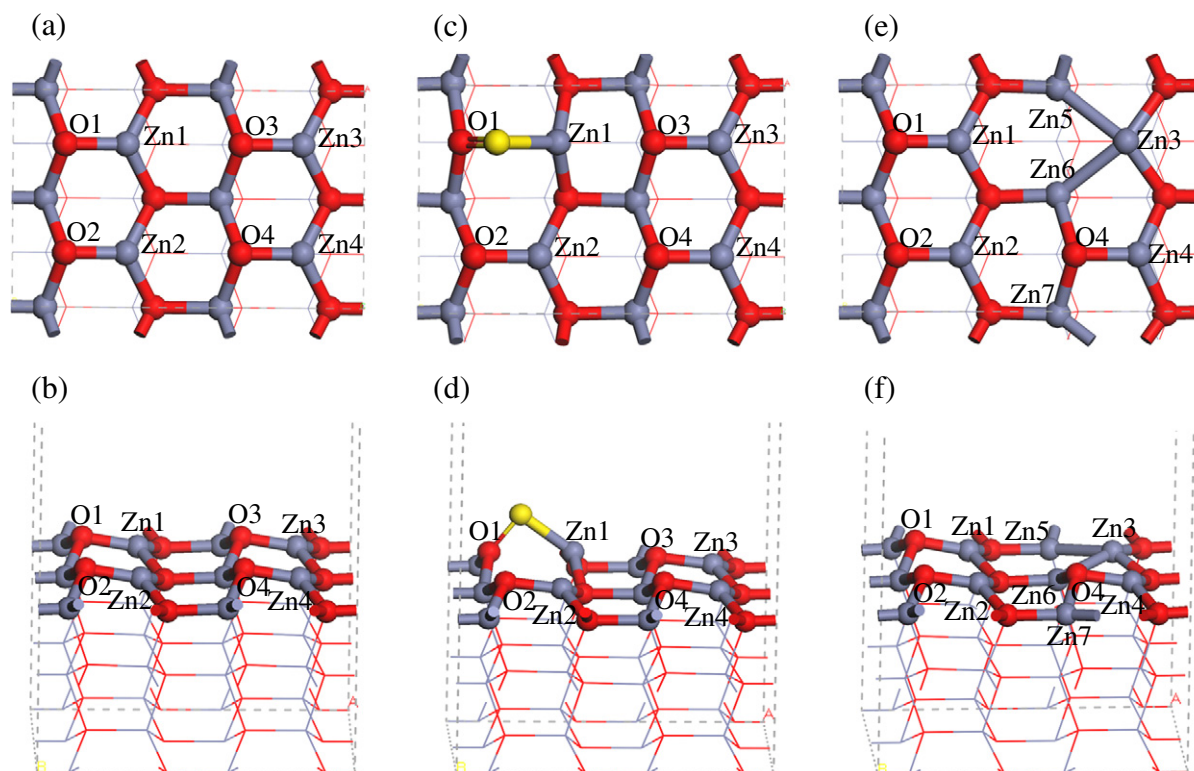 (a)
(c)
(e)
O1
Zn1
O3
Zn3
O2
Zn2
O4
Zn4
A
O1
Zn1
O3
Zn3
O2
Zn2
O4
Zn4
Zn5
O1
Zn1
Zn3
Zn6
O2
Zn2
O4
Zn4
Zn7
(b)
(d)
(f)
O1
Zn1
O3
Zn3
O2
Zn2
O4
Zn4
A
B
O1
Zn1
O3
Zn3
O2
Zn2
O4
Zn4
A
B
O1
Zn1
Zn5
Zn3
O2
Zn2
Zn6
O4
Zn4
Zn7
A
B